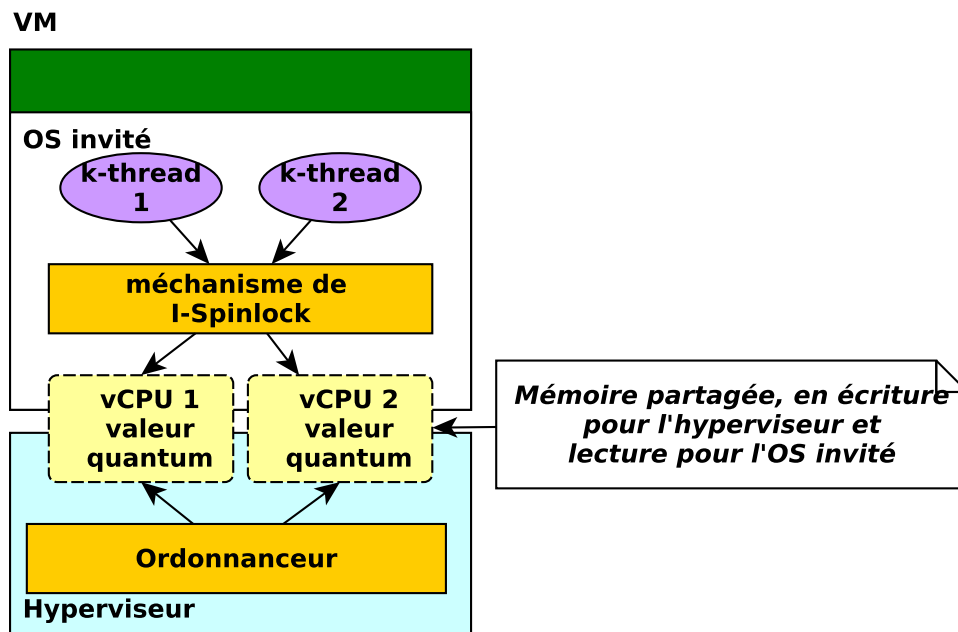 VM
OS invité
k-thread
1
k-thread
2
méchanisme de
I-Spinlock
vCPU 1
valeur
quantum
vCPU 2
valeur
quantum
Mémoire partagée, en écriture
pour l'hyperviseur et
lecture pour l'OS invité
Ordonnanceur
Hyperviseur